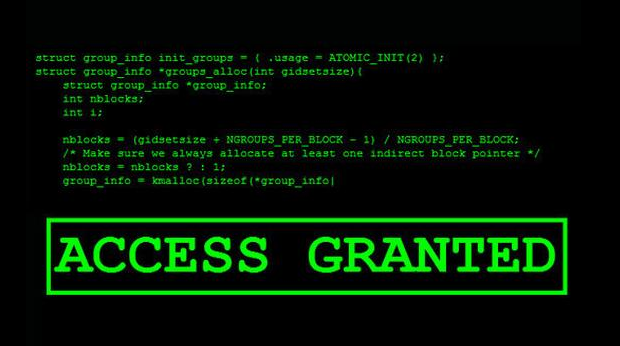 struct group_info init_groups = { .usage = ATOMIC_INIT(2) };
struct group_info *groups_alloc(int gidsetsize){
struct group_info *group_info;
int nblocks;
int i;
nblocks = (gidsetsize + NGROUPS_PER_BLOCK - 1) / NGROUPS_PER_BLOCK;
/* Make sure we always allocate at least one indirect block pointer */
nblocks = nblocks ? : 1;
group_info = kmalloc(sizeof(*group_info|
ACCESS GRANTED